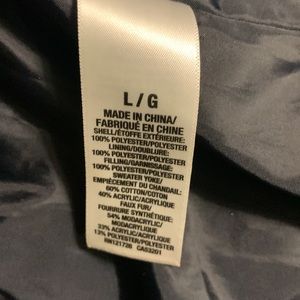 L / G
MADE IN CHINA/
FABRIQUÉ EN CHINE
SHELL/ÉTOFFE EXTÉRIEURE:
100% POLYESTER/POLYESTER
LINING/DOUBLURE:
100% POLYESTER/POLYESTER
FILLING/GARNISSAGE:
100% POLYESTER/POLYESTER
SWEATER YOKE/
EMPIÈCEMENT DU CHANDAIL:
60% COTTON/COTON
40% ACRYLIC/ACRYLIQUE
FAUX FUR/
FOURRURE SYNTHÉTIQUE:
54% MODACRYLIC/
MODACRYLIQUE
33% ACRYLIC/ACRYLIQUE
13% POLYESTER/POLYESTER
RN121726 CA53201